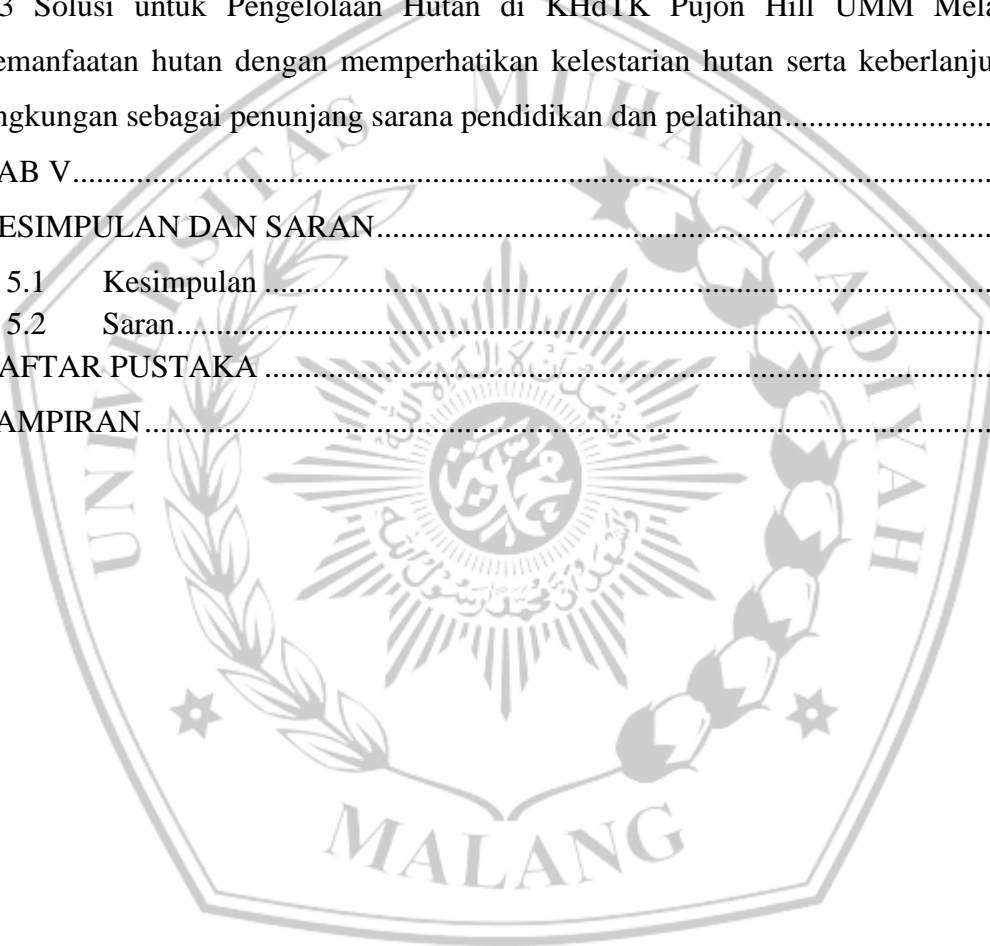 3 Solusi untuk Pengelolaan Hutan di KHdTK Pujon Hill UMM Mela
emanfaatan hutan dengan memperhatikan kelestarian hutan serta keberlanju
ngkungan sebagai penunjang sarana pendidikan dan pelatihan
AB V
ESIMPULAN DAN SARAN
5.1 Kesimpulan
5.2 Saran
AFTAR PUSTAKA
AMPIRAN
UNIVERSITAS MUHAMMADIYAH
MALANG